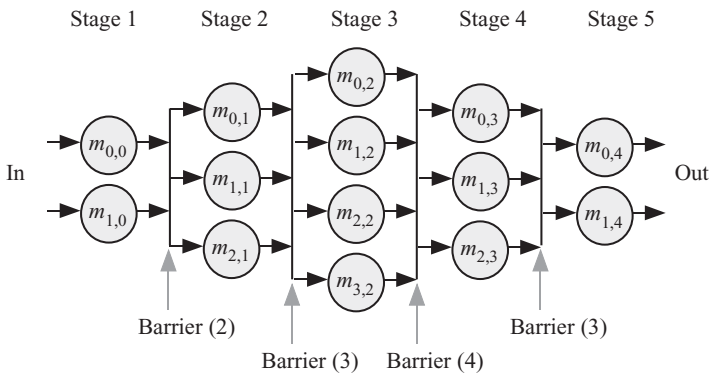 Stage 1 Stage 2 Stage 3 Stage 4 Stage 5
m0,2
m0,1 m0,3
m0,0 m1,2 m0,4
In m1,1 m1,3 Out
m1,0 m2,2 m1,4
m2,1 m2,3
m3,2
Barrier (2) Barrier (3)
Barrier (3) Barrier (4)